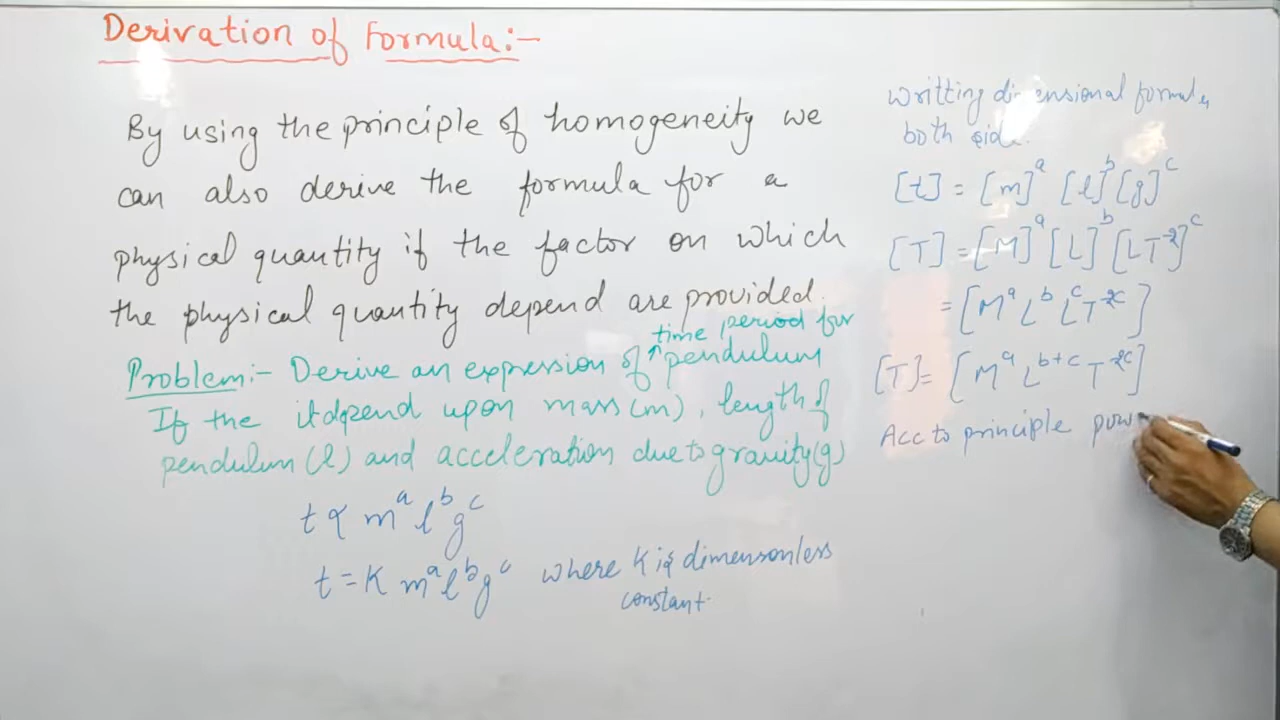 Derivation of Formula:-
By using the principle of homogeneity we
can also derive the formula for a
physical quantity if the factor on which
the physical quantity depend are provided.
time period for
Problem:- Derive an expression of ↑ pendulum
If the it depend upon mass (m), length of
pendulum (l) and acceleration due to gravity (g)
t ∝ m^a l^b g^c
t = K m^a l^b g^c where K is dimensonless
constant.
Writting dimensional formula
both side.
[t] = [m]^a [l]^b [g]^c
[T] = [M]^a [L]^b [LT^-2]^c
= [M^a L^b L^c T^-2c]
[T] = [M^a L^b+c T^-2c]
Acc to principle pow